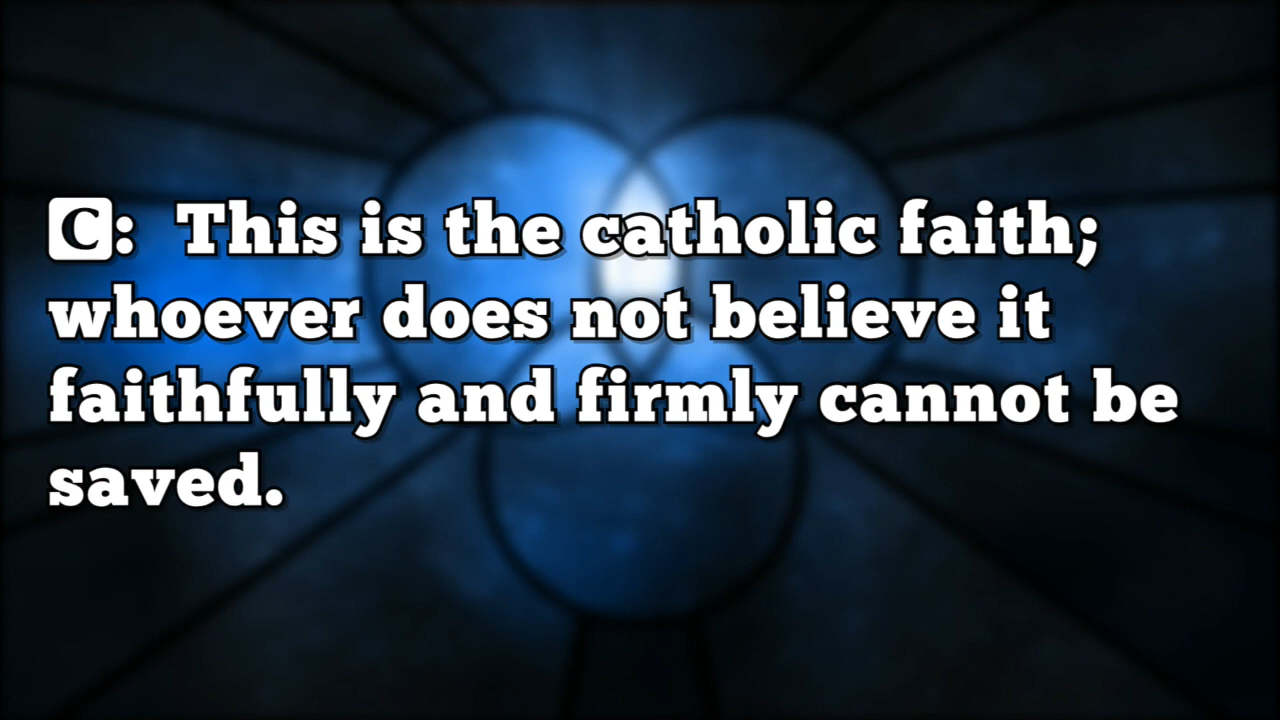 C: This is the catholic faith;
whoever does not believe it
faithfully and firmly cannot be
saved.